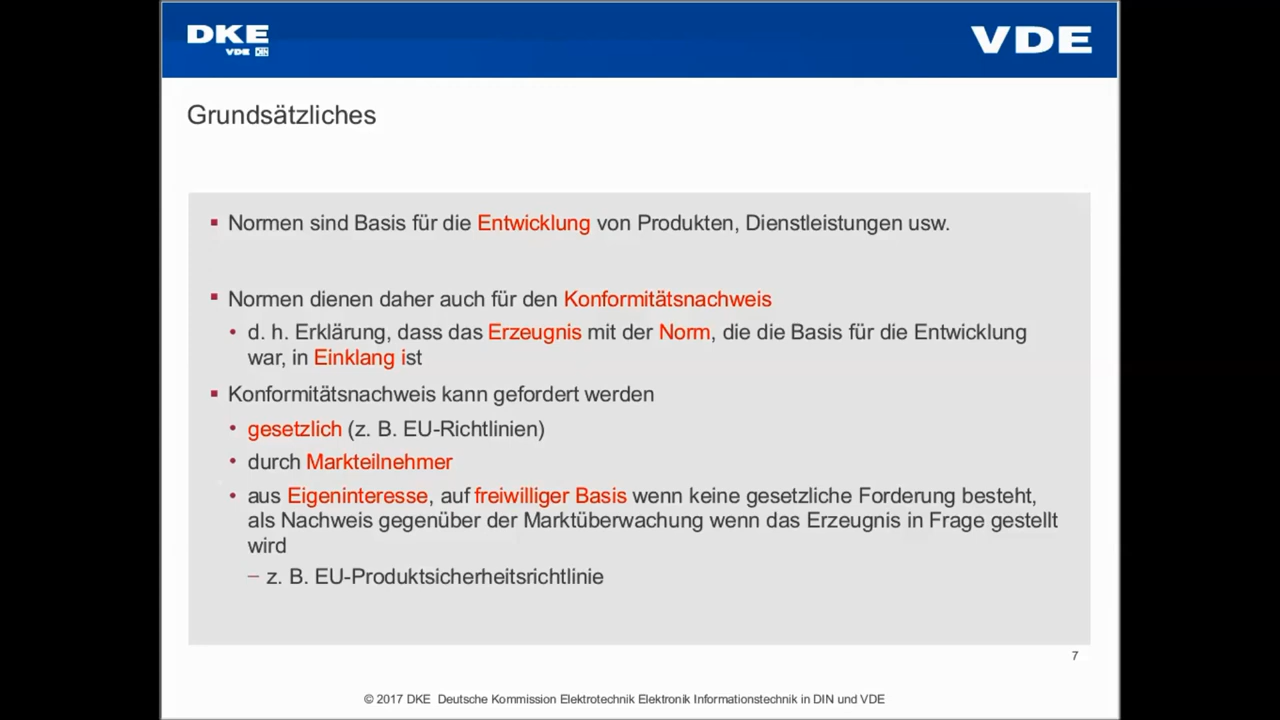 DKE
VDE DIN
VDE
Grundsätzliches
▪ Normen sind Basis für die Entwicklung von Produkten, Dienstleistungen usw.
▪ Normen dienen daher auch für den Konformitätsnachweis
• d. h. Erklärung, dass das Erzeugnis mit der Norm, die die Basis für die Entwicklung
war, in Einklang ist
▪ Konformitätsnachweis kann gefordert werden
• gesetzlich (z. B. EU-Richtlinien)
• durch Markteilnehmer
• aus Eigeninteresse, auf freiwilliger Basis wenn keine gesetzliche Forderung besteht,
als Nachweis gegenüber der Marktüberwachung wenn das Erzeugnis in Frage gestellt
wird
– z. B. EU-Produktsicherheitsrichtlinie
7
© 2017 DKE Deutsche Kommission Elektrotechnik Elektronik Informationstechnik in DIN und VDE